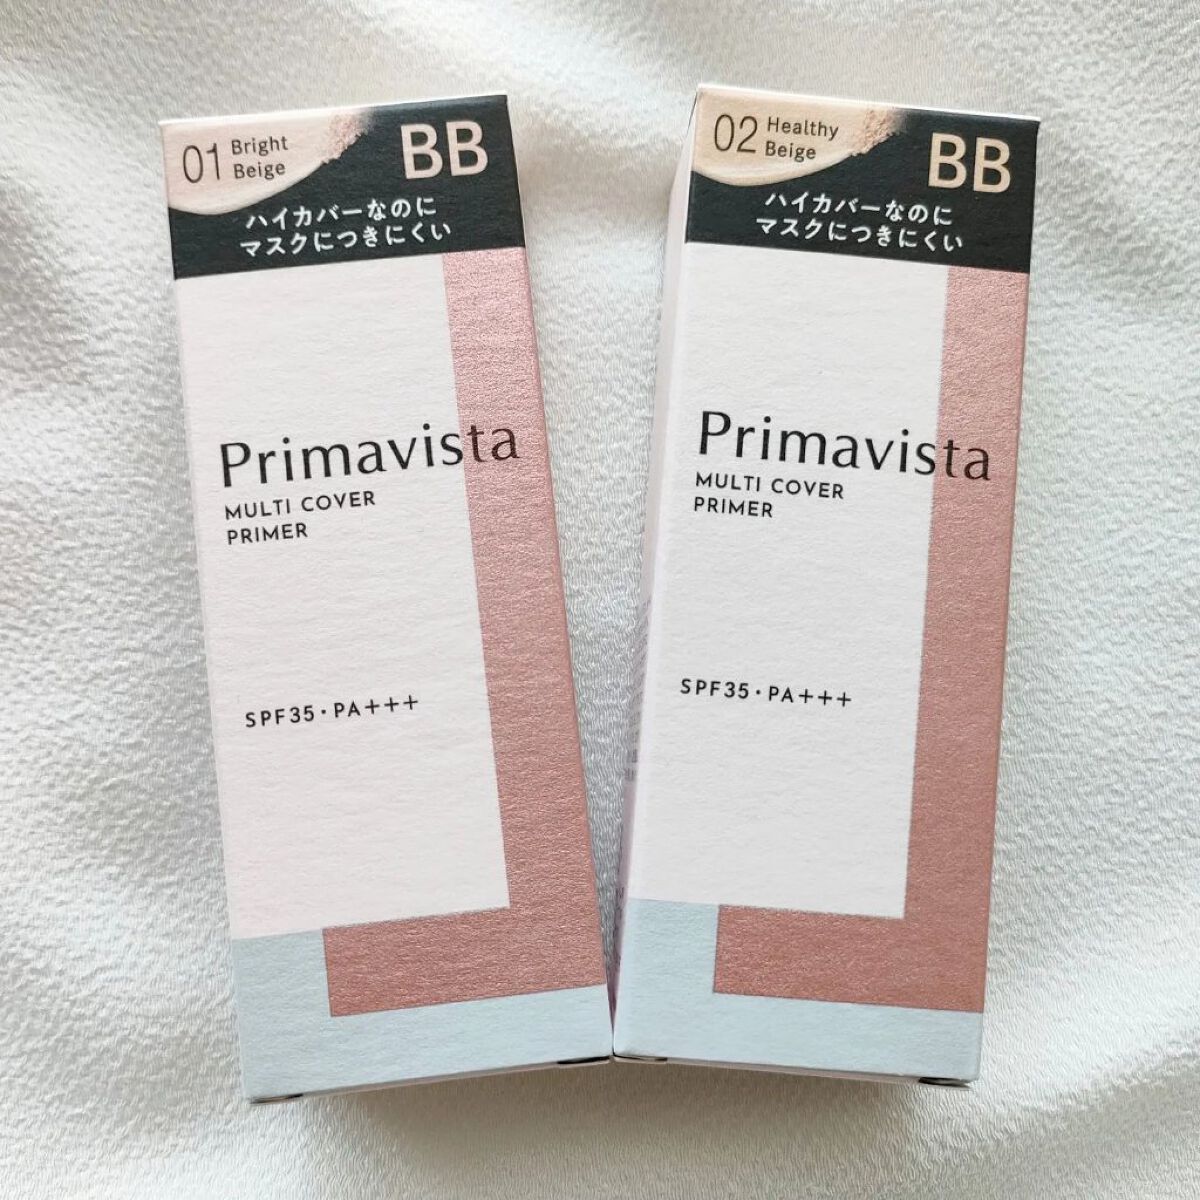 01 Bright
Beige
BB
ハイカバーなのに
マスクにつきにくい
Primavista
MULTI COVER
PRIMER
SPF35・PA+++
02 Healthy
Beige
BB
ハイカバーなのに
マスクにつきにくい
Primavista
MULTI COVER
PRIMER
SPF35・PA+++